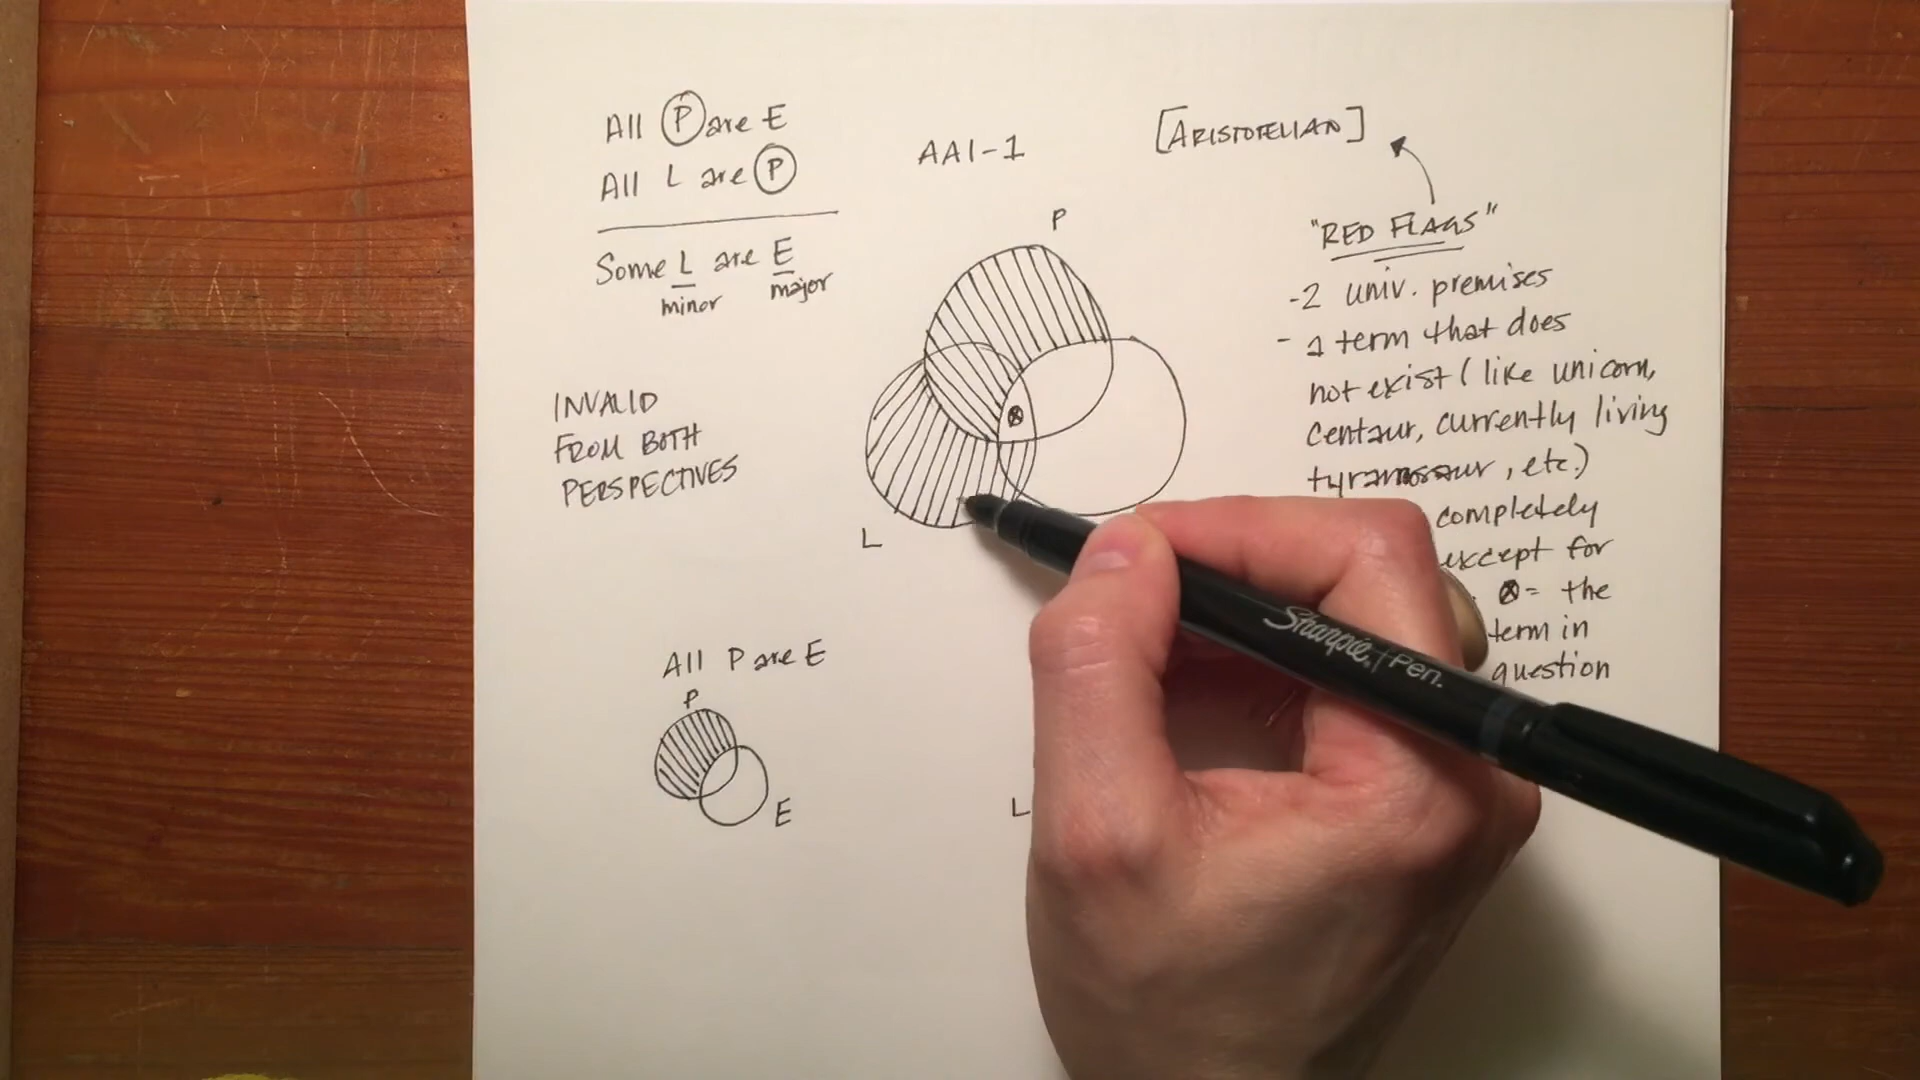 All P are E
All L are P
Some L are E
minor major
AAI-1
[ARISTOTELIAN]
"RED FLAGS"
-2 univ. premises
- a term that does
not exist (like unicorn,
centaur, currently living
tyrannosaur, etc.)
completely
except for
⊗= the
term in
question
P
L
INVALID
FROM BOTH
PERSPECTIVES
All P are E
P
E
L
Sharpie. Pen.